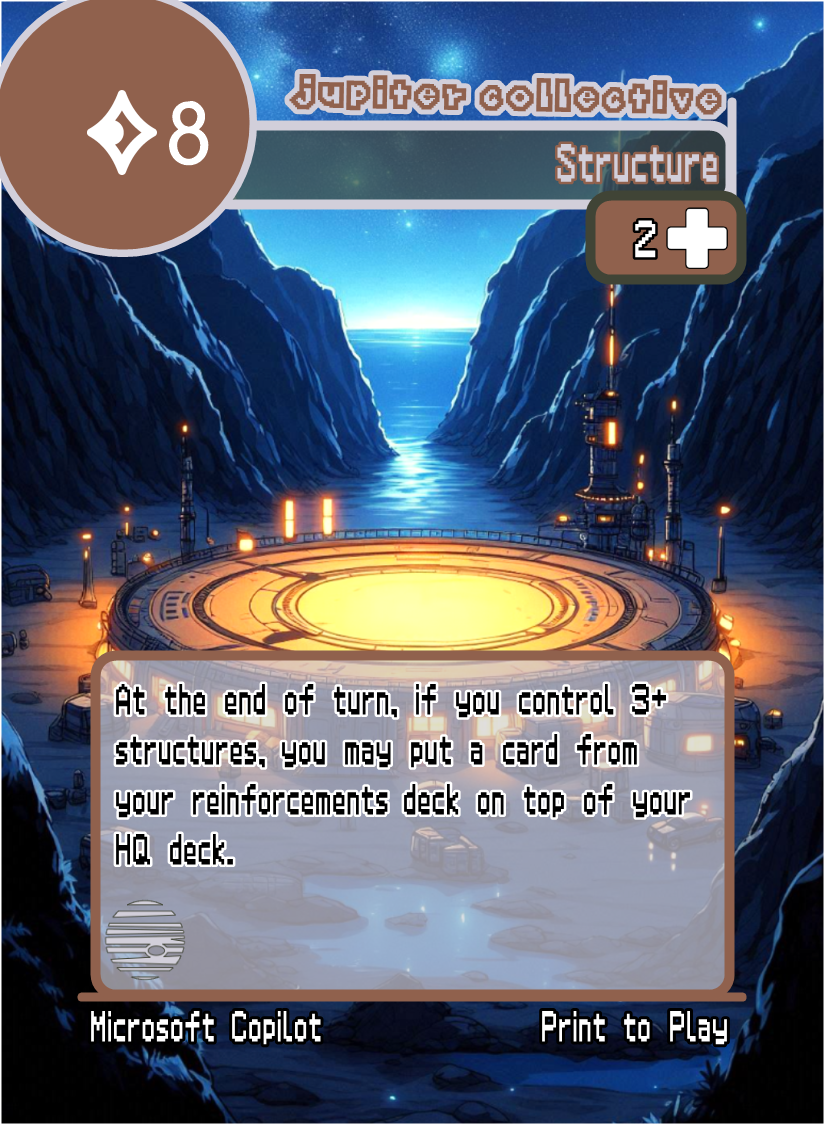 8
jupiter collective
Structure
2
At the end of turn, if you control 3+
structures, you may put a card from
your reinforcements deck on top of your
HQ deck.
Microsoft Copilot
Print to Play